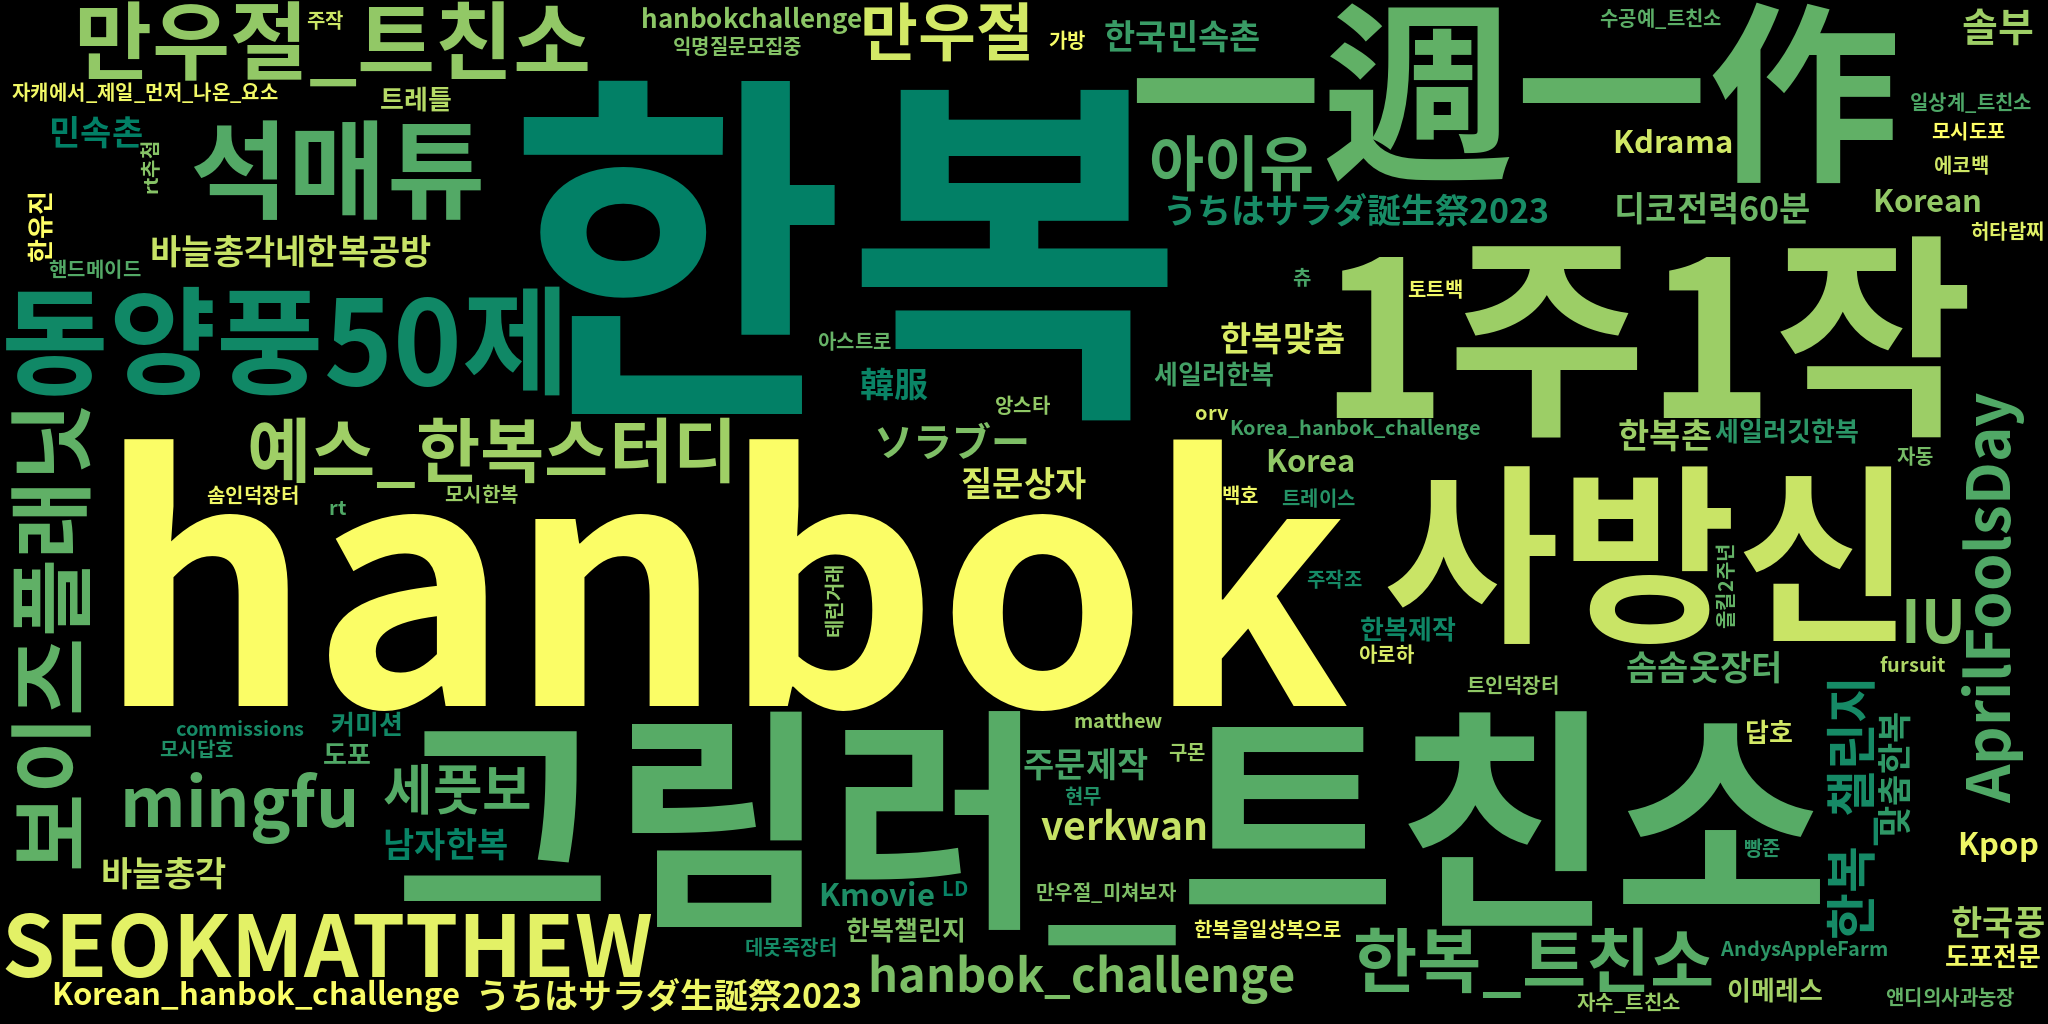 만우절_트친소
주작
hanbokchallenge
익명질문모집중
만우절
가방
한국민속촌
一週一作
수공예_트친소
솔부
자캐에서_제일_먼저_나온_요소
트레틀
일상계_트친소
민속촌
rt추첨
석매튜
한복
아이유
Kdrama
모시도포
에코백
한유진
바늘총각네한복공방
うちはサラダ誕生祭2023
디코전력60분
Korean
허타람찌
핸드메이드
츄
토트백
1주1작
동양풍50제
아스트로
한복맞춤
韓服
세일러한복
앙스타
orv
Korea_hanbok_challenge
한복촌
세일러깃한복
보이즈플래닛
예스_한복스터디
ソラブー
Korea
자동
AprilFoolsDay
솜인덕장터
모시한복
rt
질문상자
백호
트레이스
hanbok
사방신
테런거래
주작조
올킬2주년
한복제작
아로하
IU
솜솜옷장터
fursuit
트인덕장터
commissions
커미션
모시답호
도포
matthew
구몬
답호
한복_챌린지
맞춤한복
mingfu
세풋보
그림러_트친소
주문제작
현무
남자한복
verkwan
빵준
Kpop
바늘총각
Kmovie
LD
만우절_미쳐보자
SEOKMATTHEW
데못죽장터
한복챌린지
한복을일상복으로
한복_트친소
한국풍
AndysAppleFarm
도포전문
Korean_hanbok_challenge
うちはサラダ生誕祭2023
hanbok_challenge
자수_트친소
이메레스
앤디의사과농장